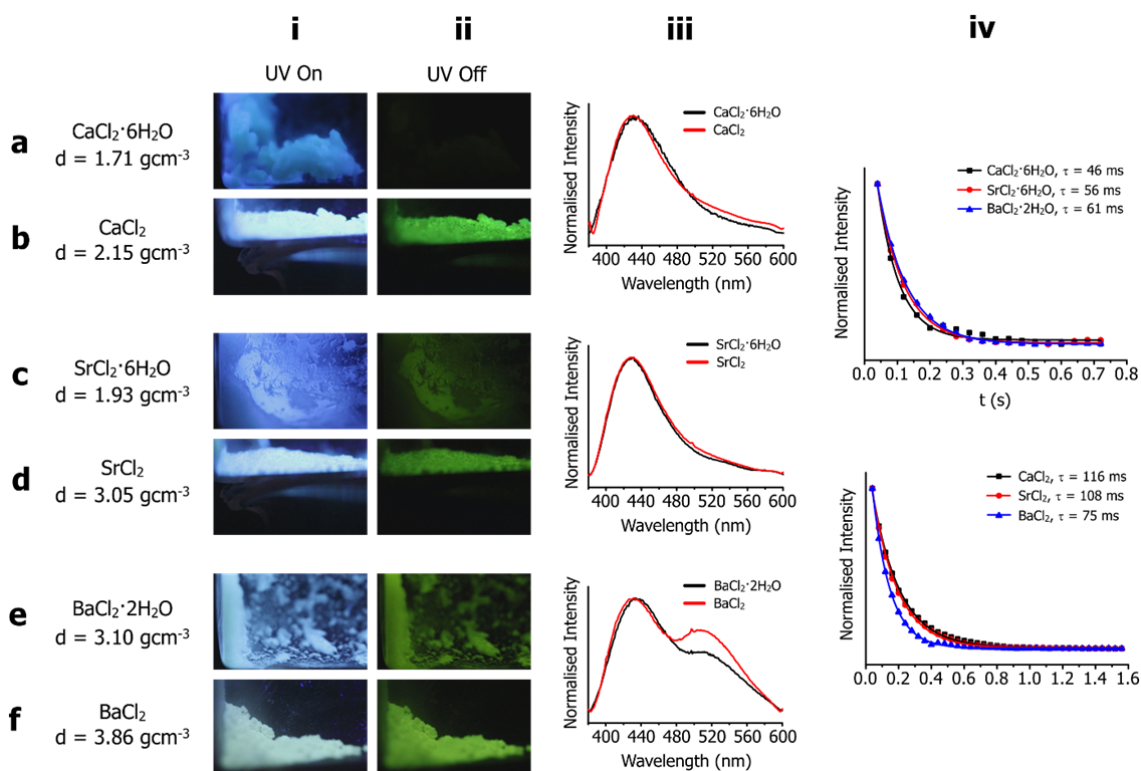 i
ii
iii
iv
UV On
UV Off
a
CaCl₂·6H₂O
d = 1.71 gcm⁻³
b
CaCl₂
d = 2.15 gcm⁻³
Normalised Intensity
CaCl₂·6H₂O
CaCl₂
400 440 480 520 560 600
Wavelength (nm)
c
SrCl₂·6H₂O
d = 1.93 gcm⁻³
d
SrCl₂
d = 3.05 gcm⁻³
Normalised Intensity
SrCl₂·6H₂O
SrCl₂
400 440 480 520 560 600
Wavelength (nm)
e
BaCl₂·2H₂O
d = 3.10 gcm⁻³
f
BaCl₂
d = 3.86 gcm⁻³
Normalised Intensity
BaCl₂·2H₂O
BaCl₂
400 440 480 520 560 600
Wavelength (nm)
Normalised Intensity
CaCl₂·6H₂O, τ = 46 ms
SrCl₂·6H₂O, τ = 56 ms
BaCl₂·2H₂O, τ = 61 ms
0.0 0.1 0.2 0.3 0.4 0.5 0.6 0.7 0.8
t (s)
Normalised Intensity
CaCl₂, τ = 116 ms
SrCl₂, τ = 108 ms
BaCl₂, τ = 75 ms
0.0 0.2 0.4 0.6 0.8 1.0 1.2 1.4 1.6
t (s)